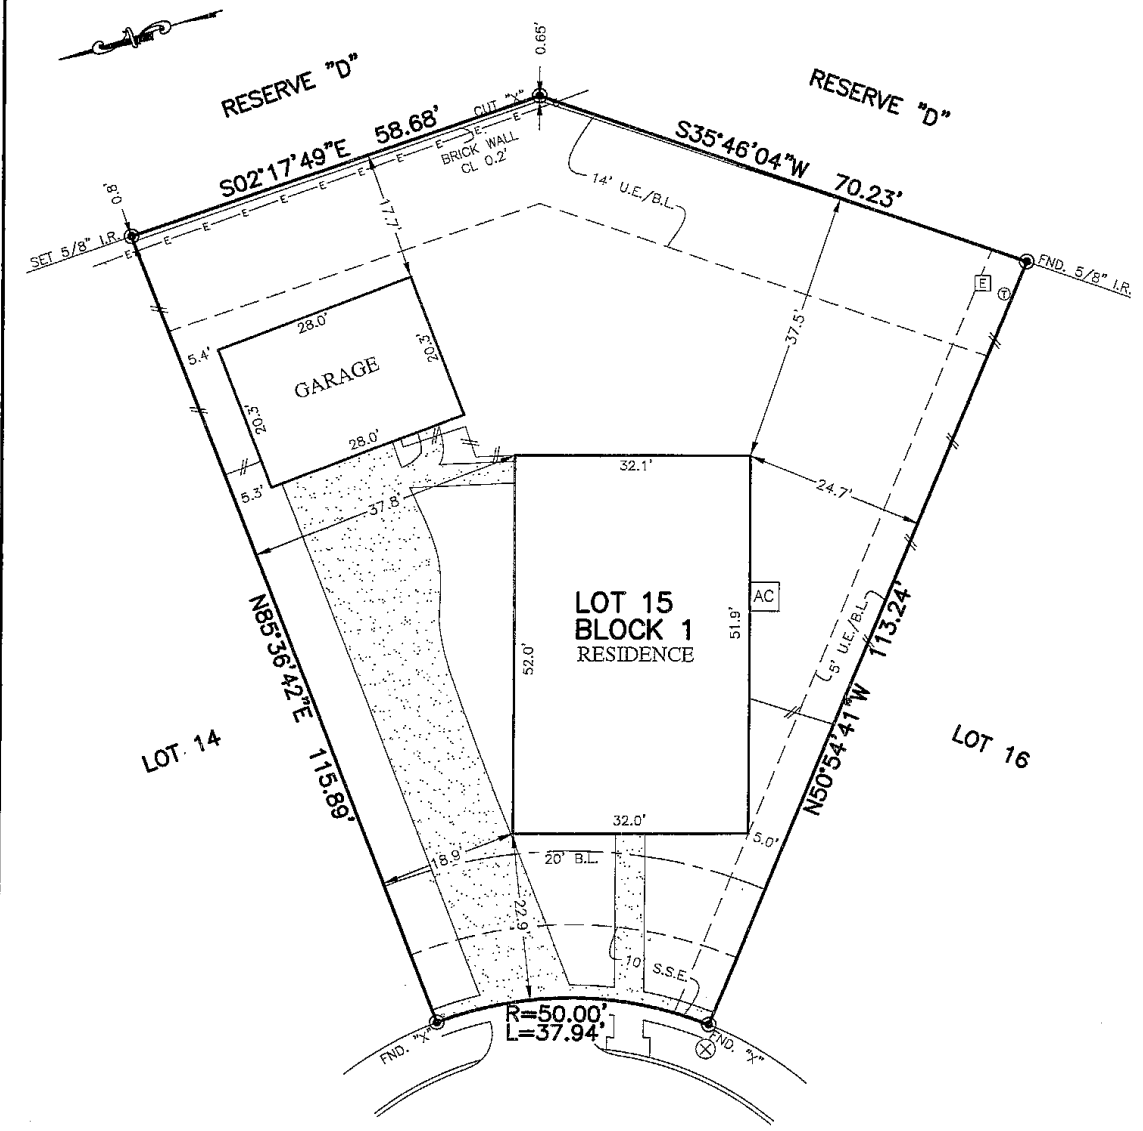 RESERVE "D"
RESERVE "D"
0.65'
CUT "X"
S02°17'49"E 58.68'
BRICK WALL
CL 0.2'
S35°46'04"W 70.23'
14' U.E./B.L.
0.8'
SET 5/8" I.R.
E E E E E E E E E E E
17.7'
FND. 5/8" I.R.
E
T
5.4'
28.0'
GARAGE
20.3'
20.3'
28.0'
5.3'
37.5'
32.1'
37.8'
24.7'
LOT 15
BLOCK 1
RESIDENCE
AC
51.9'
52.0'
5' U.E./B.L.
N85°36'42"E 115.89'
N50°54'41"W 113.24'
LOT 14
LOT 16
32.0'
5.0'
18.9'
20' B.L.
22.9'
10' S.S.E.
R=50.00'
L=37.94'
FND. "X"
FND. "X"